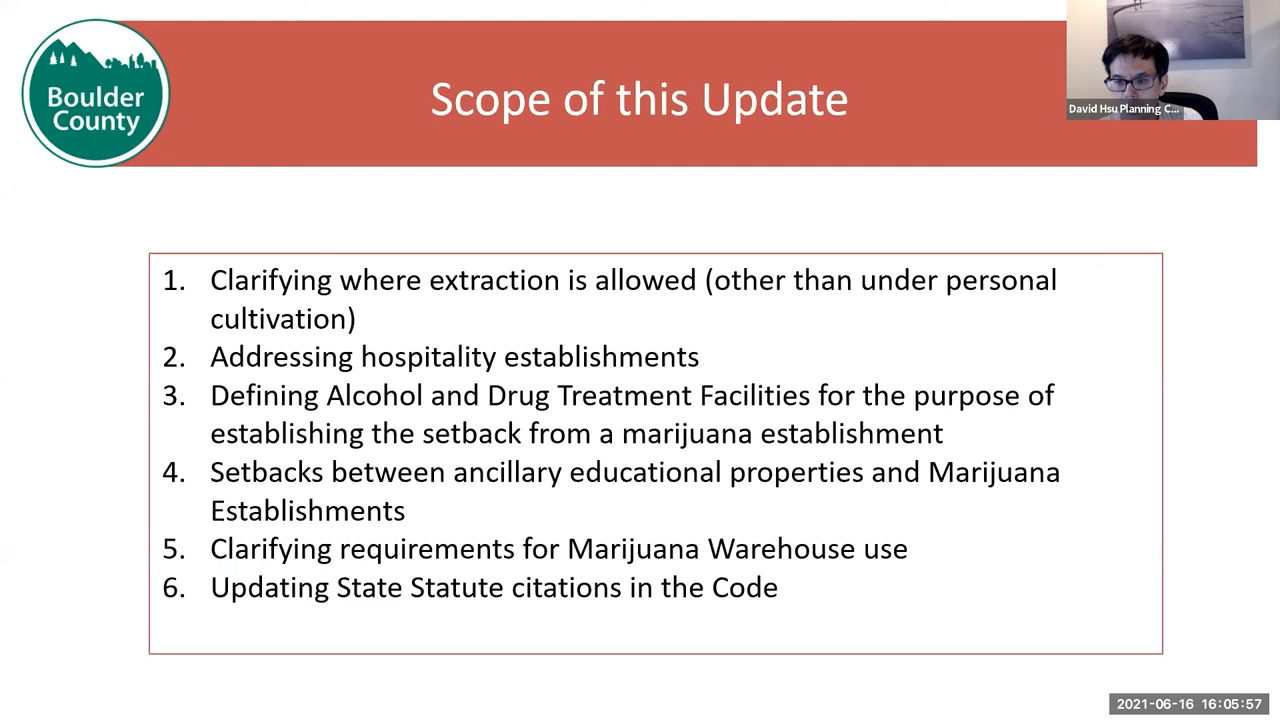 Boulder
County
Scope of this Update
David Hsu Planning C...
1. Clarifying where extraction is allowed (other than under personal
cultivation)
2. Addressing hospitality establishments
3. Defining Alcohol and Drug Treatment Facilities for the purpose of
establishing the setback from a marijuana establishment
4. Setbacks between ancillary educational properties and Marijuana
Establishments
5. Clarifying requirements for Marijuana Warehouse use
6. Updating State Statute citations in the Code
2021-06-16 16:05:57